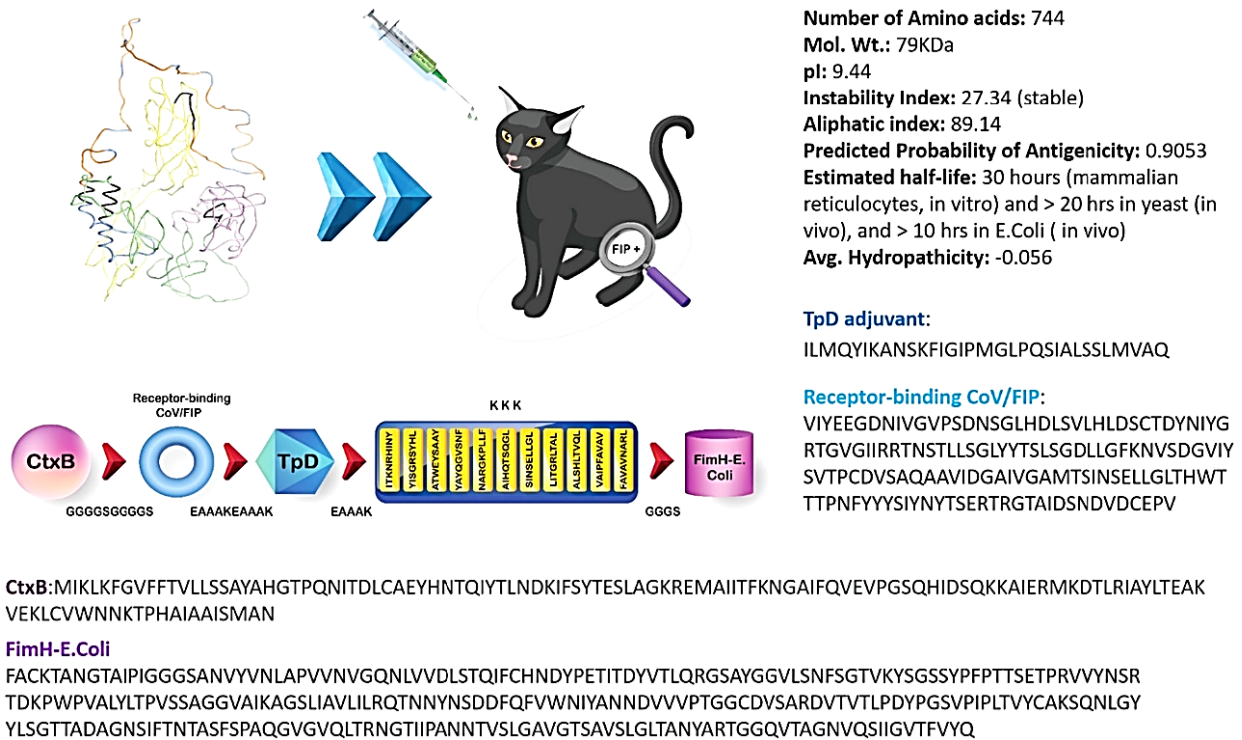 Number of Amino acids: 744
Mol. Wt.: 79KDa
pI: 9.44
Instability Index: 27.34 (stable)
Aliphatic index: 89.14
Predicted Probability of Antigenicity: 0.9053
Estimated half-life: 30 hours (mammalian
reticulocytes, in vitro) and > 20 hrs in yeast (in
vivo), and > 10 hrs in E.Coli ( in vivo)
Avg. Hydropathicity: -0.056
FIP +
TpD adjuvant:
ILMQYIKANSKFIGIPMGLPQSIALSSLMVAQ
Receptor-binding CoV/FIP:
VIYEEGDNIVGVPSDNSGLHDLSVLHLDSCTDYNIYG
RTGVGIIRRTNSTLLSGLYYTSLSGDLLGFKNVSDGVIY
SVTPCDVSAQAAVIDGAIVGAMTSINSELLGLTHWT
TTPNFYYYSIYNYTSERTRGTAIDSNDVDCEPV
Receptor-binding
CoV/FIP
K K K
CtxB
TpD
ITKNRHINY
YISGRSYHL
ATWEYSAAY
YAYQGVSNF
NARGKPLLF
AIHQTSQGL
SINSELLGL
LITGRLTAL
ALSHLTVQL
VAIPFAVAV
FAVAVNARL
FimH-E.
Coli
GGGGSGGGGS
EAAAKEAAAK
EAAAK
GGGS
CtxB:MIKLKFGVFFTVLLSSAYAHGTPQNITDLCAEYHNTQIYTLNDKIFSYTESLAGKREMAIITFKNGAIFQVEVPGSQHIDSQKKAIERMKDTLRIAYLTEAK
VEKLCVWNNKTPHAIAAISMAN
FimH-E.Coli
FACKTANGTAIPIGGGSANVYVNLAPVVNVGQNLVVDLSTQIFCHNDYPETITDYVTLQRGSAYGGVLSNFSGTVKYSGSSYPFPTTSETPRVVYNSR
TDKPWPVALYLTPVSSAGGVAIKAGSLIAVLILRQTNNYNSDDFQFVWNIYANNDVVVPTGGCDVSARDVTVTLPDYPGSVPIPLTVYCAKSQNLGY
YLSGTTADAGNSIFTNTASFSPAQGVGVQLTRNGTIIPANNTVSLGAVGTSAVSLGLTANYARTGGQVTAGNVQSIIGVTFVYQ